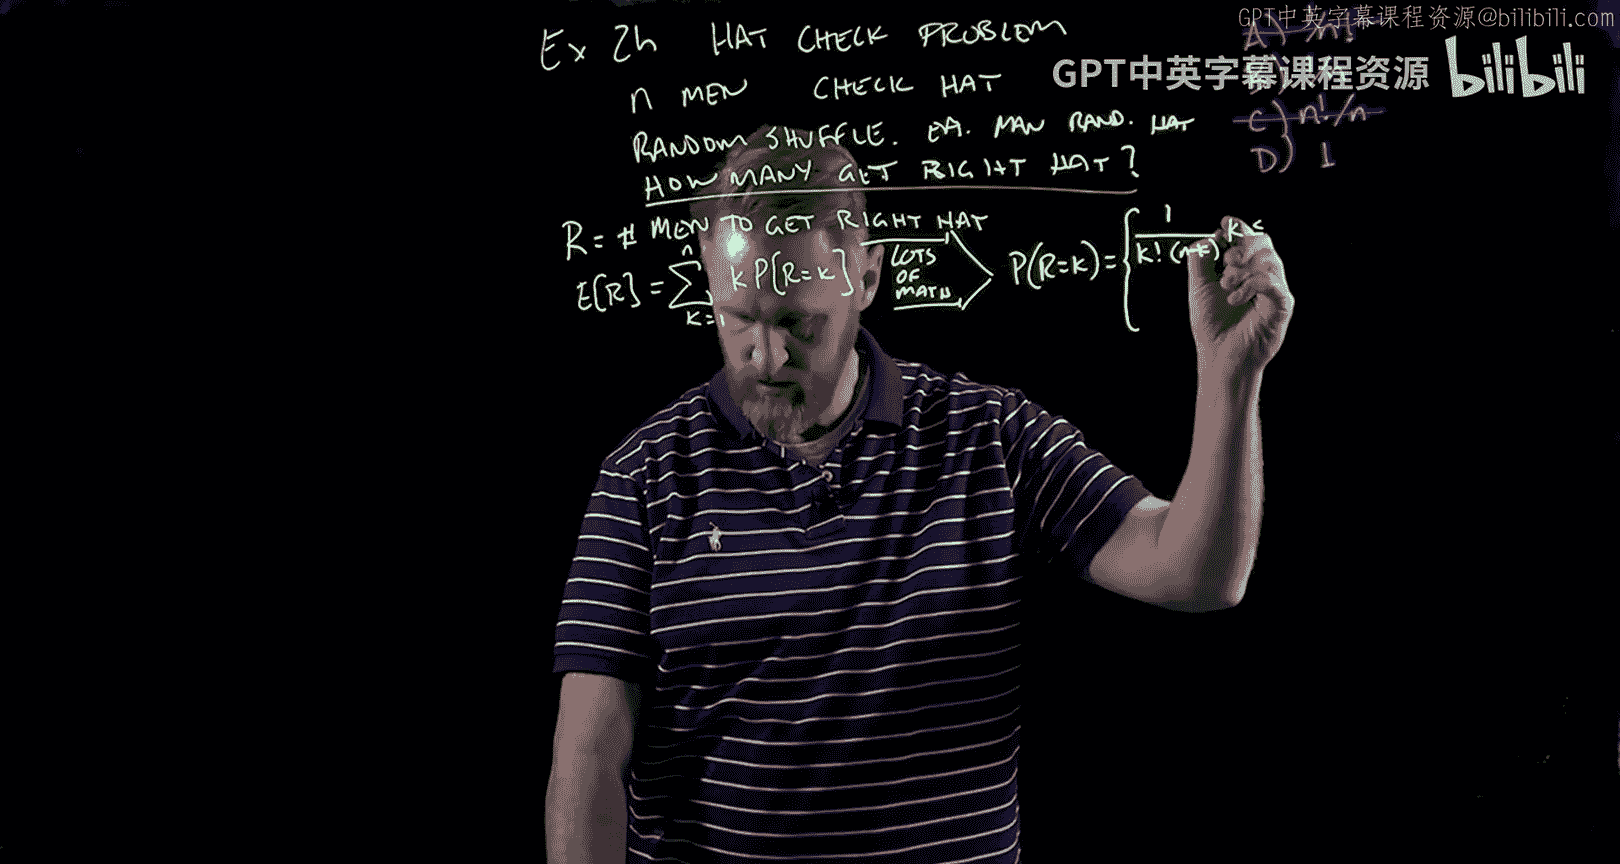 GPT中英字幕课程资源@bilibili.com
GPT中英字幕课程资源 bilibili
Ex 2h HAT CHECK PROBLEM
n MEN CHECK HAT
RANDOM SHUFFLE. EA. MAN RAND. HAT
HOW MANY GET RIGHT HAT?
A) n!
C) n!/n
D) 1
R = # MEN TO GET RIGHT HAT
E[R] = n∑k=1 k P[R=k]
LOTS
OF
MATH
P(R=k) = { 1/k!(n-k) k≤